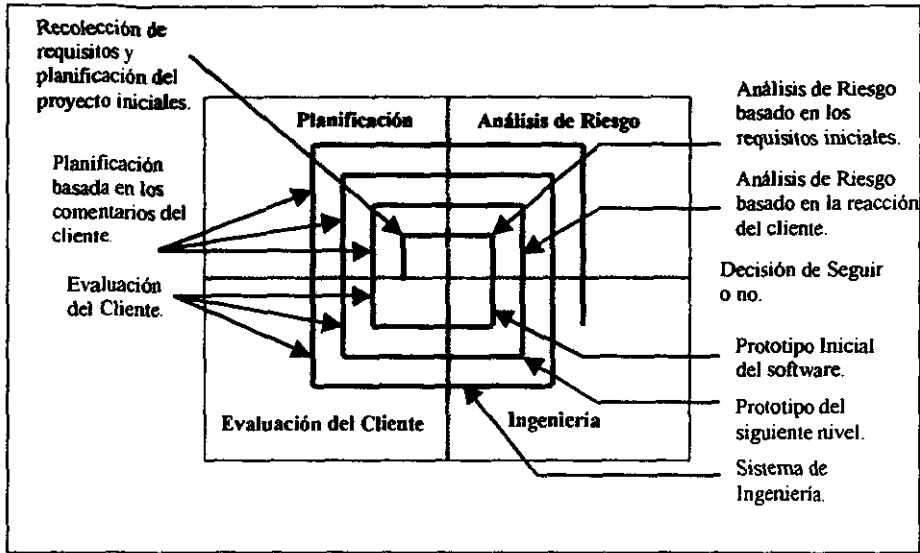 Recolección de
requisitos y
planificación del
proyecto iniciales.
Planificación
Análisis de Riesgo
Análisis de Riesgo
basado en los
requisitos iniciales.
Planificación
basada en los
comentarios del
cliente.
Análisis de Riesgo
basado en la reacción
del cliente.
Evaluación
del Cliente.
Decisión de Seguir
o no.
Prototipo Inicial
del software.
Evaluación del Cliente
Ingenieria
Prototipo del
siguiente nivel.
Sistema de
Ingeniería.